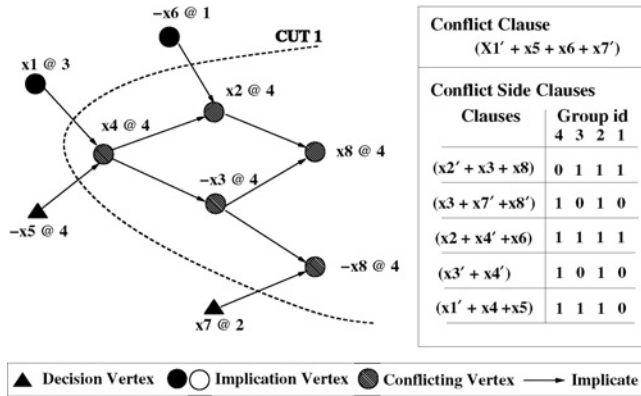 −x6 @ 1
CUT 1
x1 @ 3
x2 @ 4
x4 @ 4
x8 @ 4
−x3 @ 4
−x5 @ 4
−x8 @ 4
x7 @ 2
Conflict Clause
(X1′ + x5 + x6 + x7′)
Conflict Side Clauses
Clauses Group id
4 3 2 1
(x2′ + x3 + x8) 0 1 1 1
(x3 + x7′ +x8′) 1 0 1 0
(x2 + x4′ +x6) 1 1 1 1
(x3′ + x4′) 1 0 1 0
(x1′ + x4 +x5) 1 1 1 0
Decision Vertex Implication Vertex Conflicting Vertex Implicate